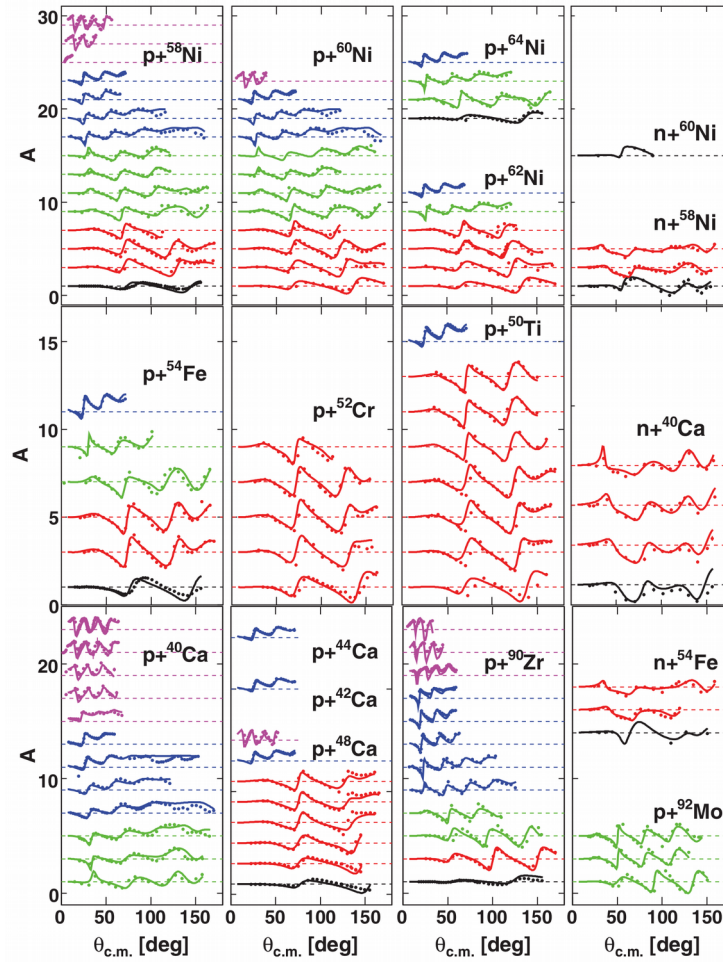 30
p+⁵⁸Ni
p+⁶⁰Ni
p+⁶⁴Ni
n+⁶⁰Ni
20
A
p+⁶²Ni
n+⁵⁸Ni
10
0
15
p+⁵⁰Ti
p+⁵⁴Fe
p+⁵²Cr
n+⁴⁰Ca
10
A
5
0
p+⁴⁰Ca
p+⁴⁴Ca
p+⁹⁰Zr
n+⁵⁴Fe
20
p+⁴²Ca
A
p+⁴⁸Ca
10
p+⁹²Mo
0
0 50 100 150 0 50 100 150 0 50 100 150 0 50 100 150
θc.m. [deg] θc.m. [deg] θc.m. [deg] θc.m. [deg]